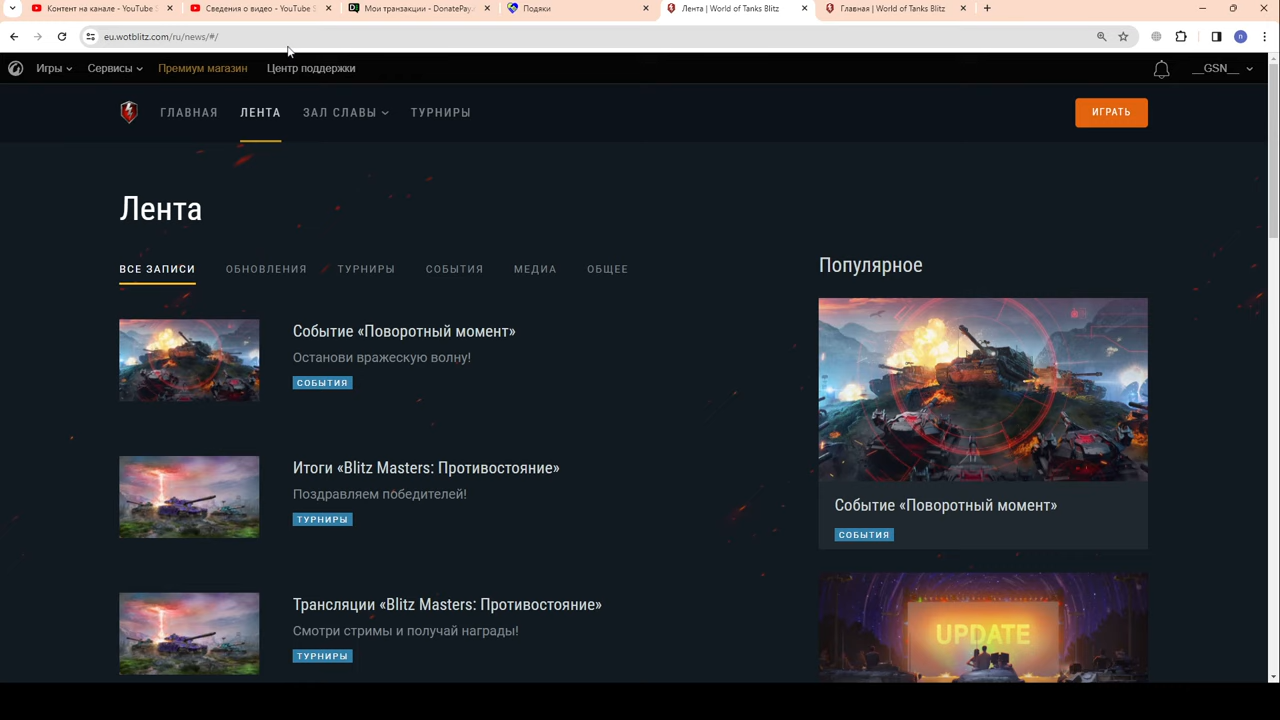 Контент на канале - YouTube S
Сведения о видео - YouTube S
Мои транзакции - DonatePay.
Подяки
Лента | World of Tanks Blitz
Главная | World of Tanks Blitz
eu.wotblitz.com/ru/news/#/
Игры
Сервисы
Премиум магазин
Центр поддержки
__GSN__
ГЛАВНАЯ
ЛЕНТА
ЗАЛ СЛАВЫ
ТУРНИРЫ
ИГРАТЬ
Лента
ВСЕ ЗАПИСИ
ОБНОВЛЕНИЯ
ТУРНИРЫ
СОБЫТИЯ
МЕДИА
ОБЩЕЕ
Событие «Поворотный момент»
Останови вражескую волну!
СОБЫТИЯ
Итоги «Blitz Masters: Противостояние»
Поздравляем победителей!
ТУРНИРЫ
Трансляции «Blitz Masters: Противостояние»
Смотри стримы и получай награды!
ТУРНИРЫ
Популярное
Событие «Поворотный момент»
СОБЫТИЯ
UPDATE